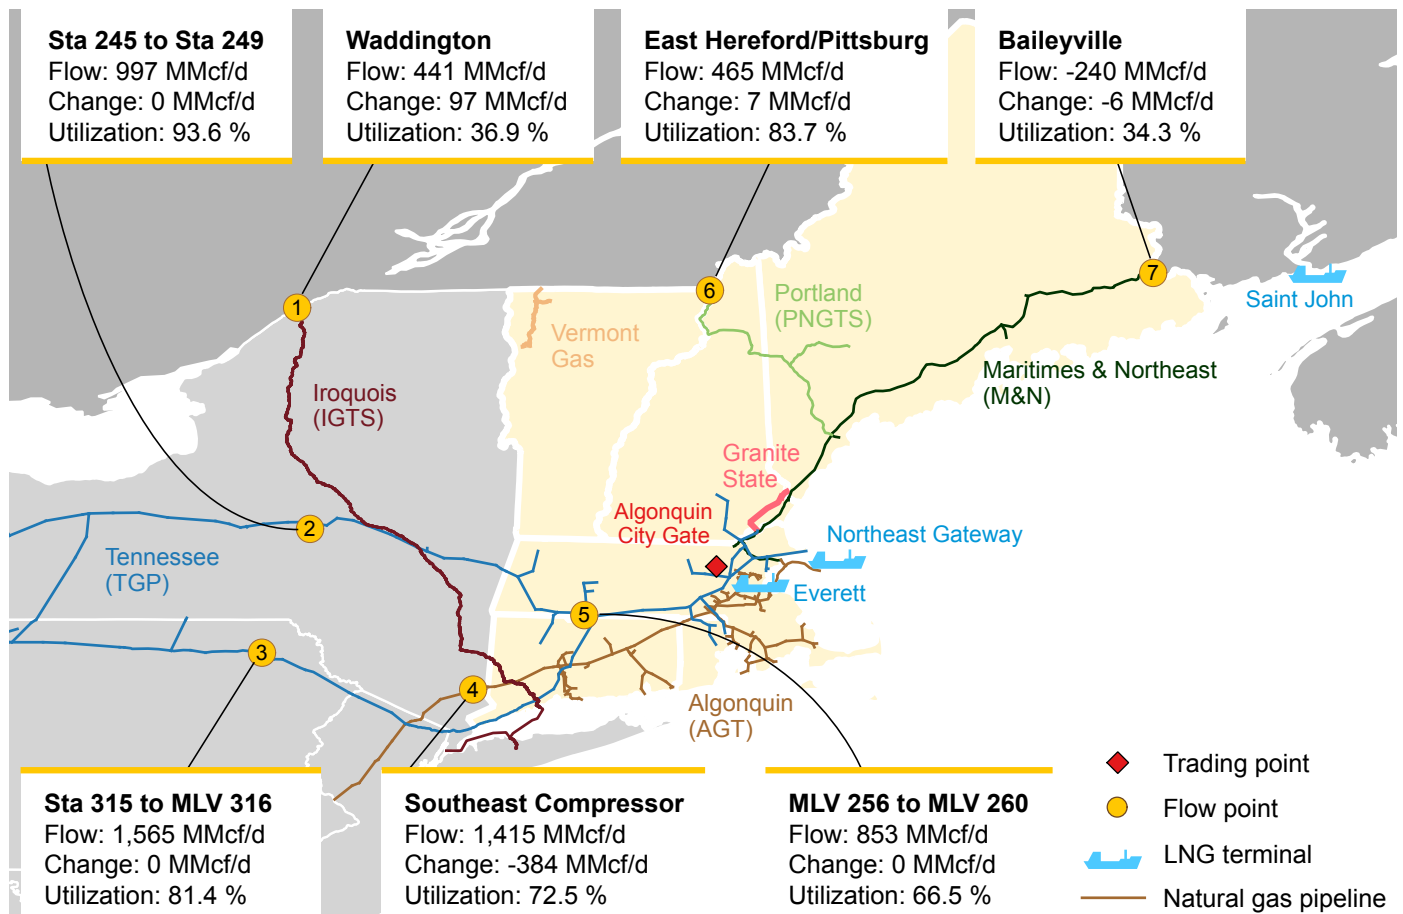 Sta 245 to Sta 249
Flow: 997 MMcf/d
Change: 0 MMcf/d
Utilization: 93.6 %
Waddington
Flow: 441 MMcf/d
Change: 97 MMcf/d
Utilization: 36.9 %
East Hereford/Pittsburg
Flow: 465 MMcf/d
Change: 7 MMcf/d
Utilization: 83.7 %
Baileyville
Flow: -240 MMcf/d
Change: -6 MMcf/d
Utilization: 34.3 %
1
6
7
Portland
(PNGTS)
Saint John
Vermont
Gas
Iroquois
(IGTS)
Maritimes & Northeast
(M&N)
Granite
State
Algonquin
City Gate
2
Northeast Gateway
Tennessee
(TGP)
Everett
5
3
4
Algonquin
(AGT)
Sta 315 to MLV 316
Flow: 1,565 MMcf/d
Change: 0 MMcf/d
Utilization: 81.4 %
Southeast Compressor
Flow: 1,415 MMcf/d
Change: -384 MMcf/d
Utilization: 72.5 %
MLV 256 to MLV 260
Flow: 853 MMcf/d
Change: 0 MMcf/d
Utilization: 66.5 %
Trading point
Flow point
LNG terminal
Natural gas pipeline